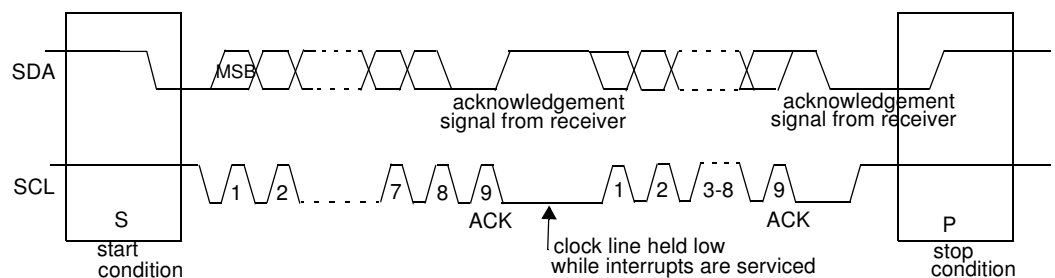 SDA
MSB
acknowledgement
signal from receiver
acknowledgement
signal from receiver
SCL
1
2
7
8
9
1
2
3-8
9
ACK
ACK
S
P
start
condition
clock line held low
while interrupts are serviced
stop
condition